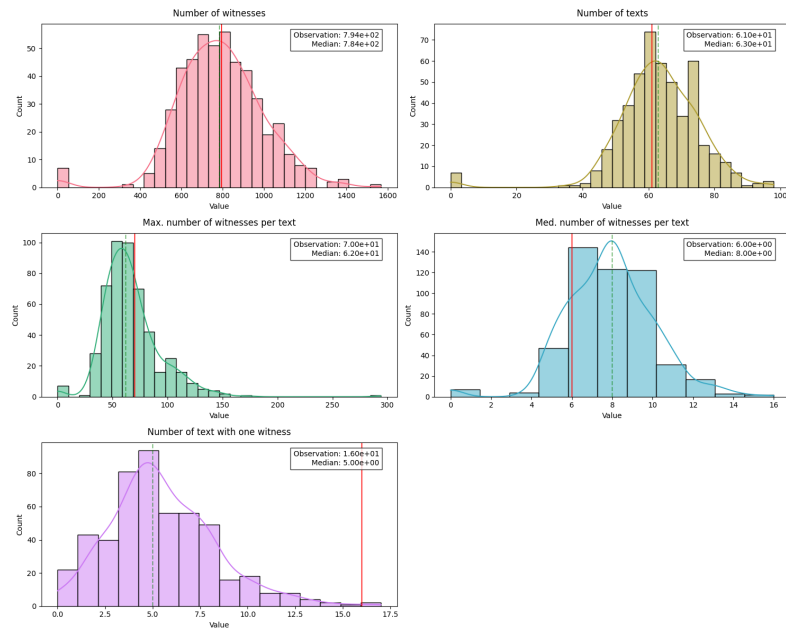 Number of witnesses
Observation: 7.94e+02
Median: 7.84e+02
Count
50
40
30
20
10
0
0 200 400 600 800 1000 1200 1400 1600
Value
Number of texts
Observation: 6.10e+01
Median: 6.30e+01
Count
70
60
50
40
30
20
10
0
0 20 40 60 80 100
Value
Max. number of witnesses per text
Observation: 7.00e+01
Median: 6.20e+01
Count
100
80
60
40
20
0
0 50 100 150 200 250 300
Value
Med. number of witnesses per text
Observation: 6.00e+00
Median: 8.00e+00
Count
140
120
100
80
60
40
20
0
0 2 4 6 8 10 12 14 16
Value
Number of text with one witness
Observation: 1.60e+01
Median: 5.00e+00
Count
80
60
40
20
0
0.0 2.5 5.0 7.5 10.0 12.5 15.0 17.5
Value